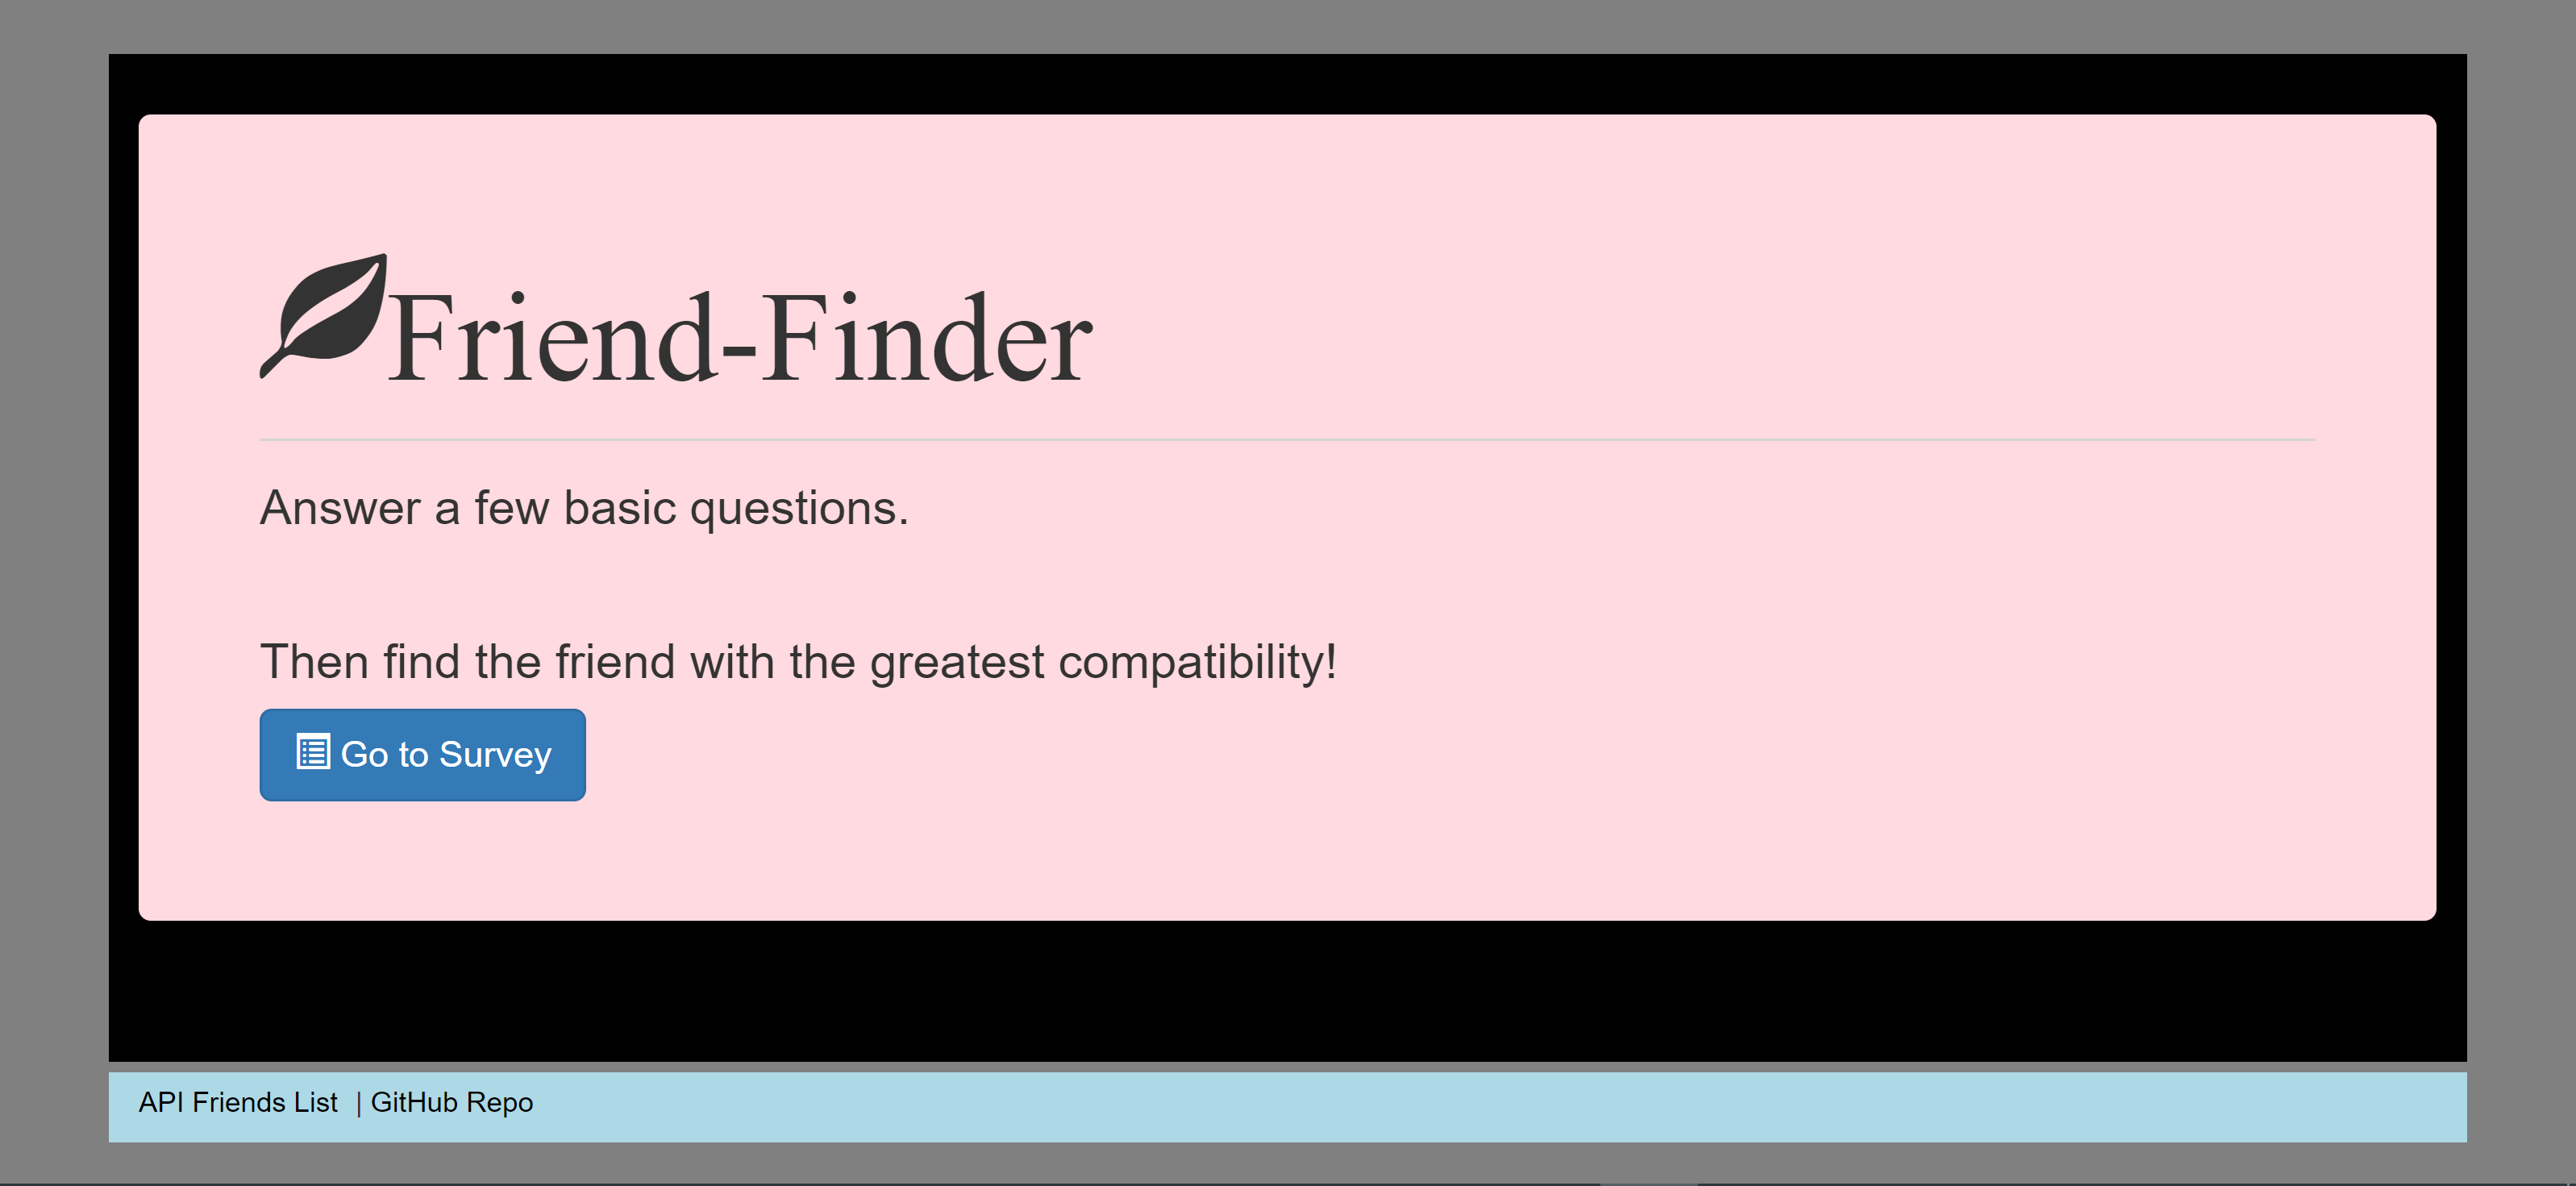 Friend-Finder
Answer a few basic questions.
Then find the friend with the greatest compatibility!
Go to Survey
API Friends List | GitHub Repo